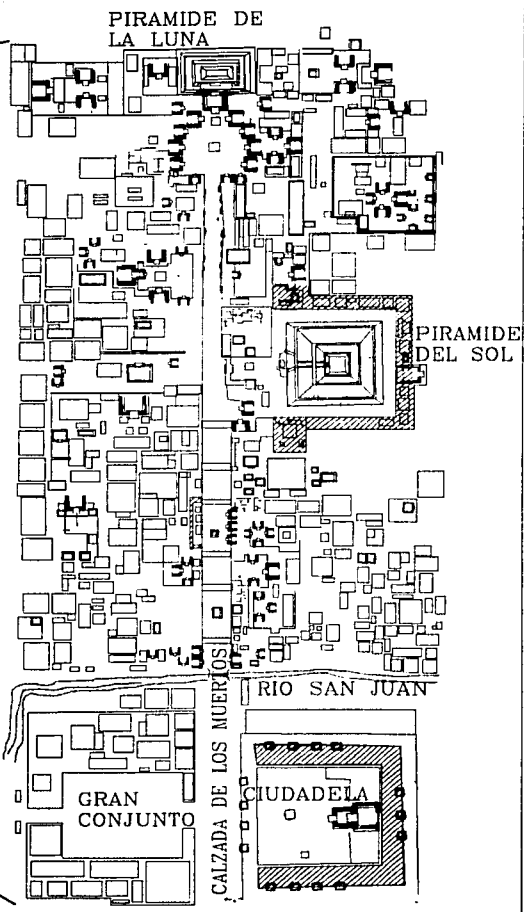 PIRAMIDE DE
LA LUNA
PIRAMIDE
DEL SOL
RIO SAN JUAN
CALZADA DE LOS MUERTOS
GRAN
CONJUNTO
CIUDADELA